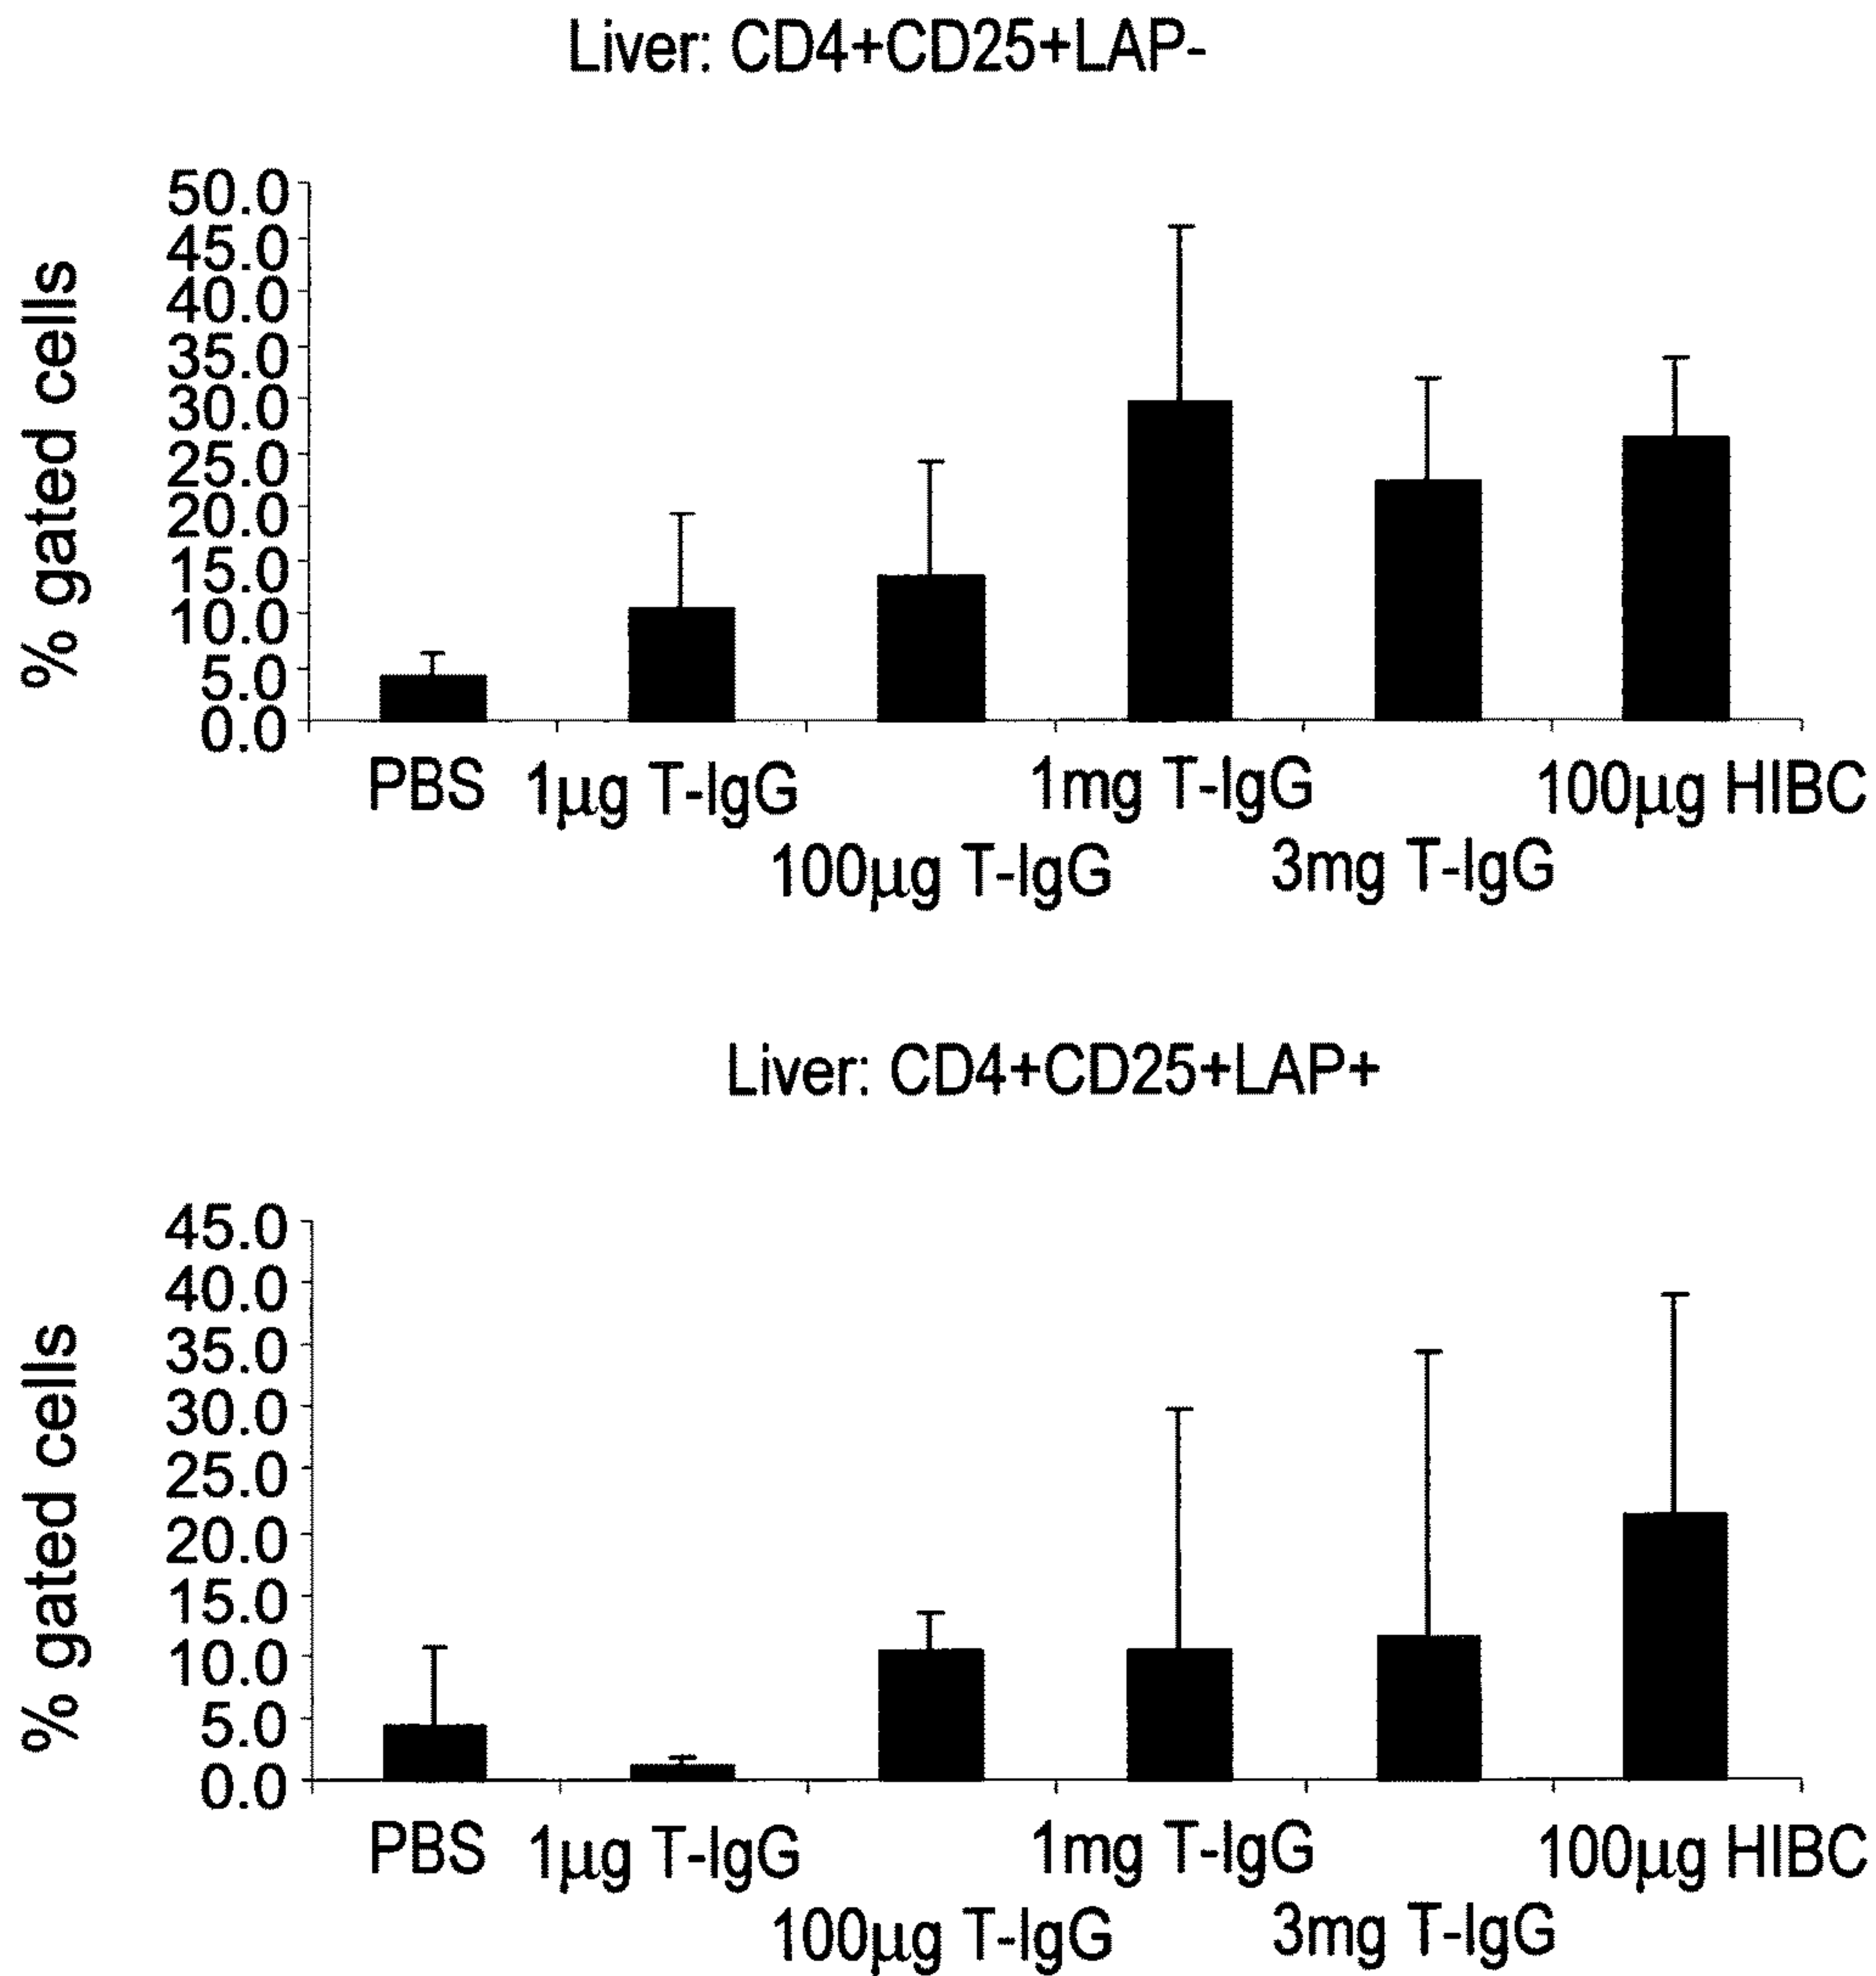 Liver: CD4+CD25+LAP-
% gated cells
50.0
45.0
40.0
35.0
30.0
25.0
20.0
15.0
10.0
5.0
0.0
PBS 1µg T-IgG 1mg T-IgG 100µg HIBC
100µg T-IgG 3mg T-IgG
Liver: CD4+CD25+LAP+
% gated cells
45.0
40.0
35.0
30.0
25.0
20.0
15.0
10.0
5.0
0.0
PBS 1µg T-IgG 1mg T-IgG 100µg HIBC
100µg T-IgG 3mg T-IgG